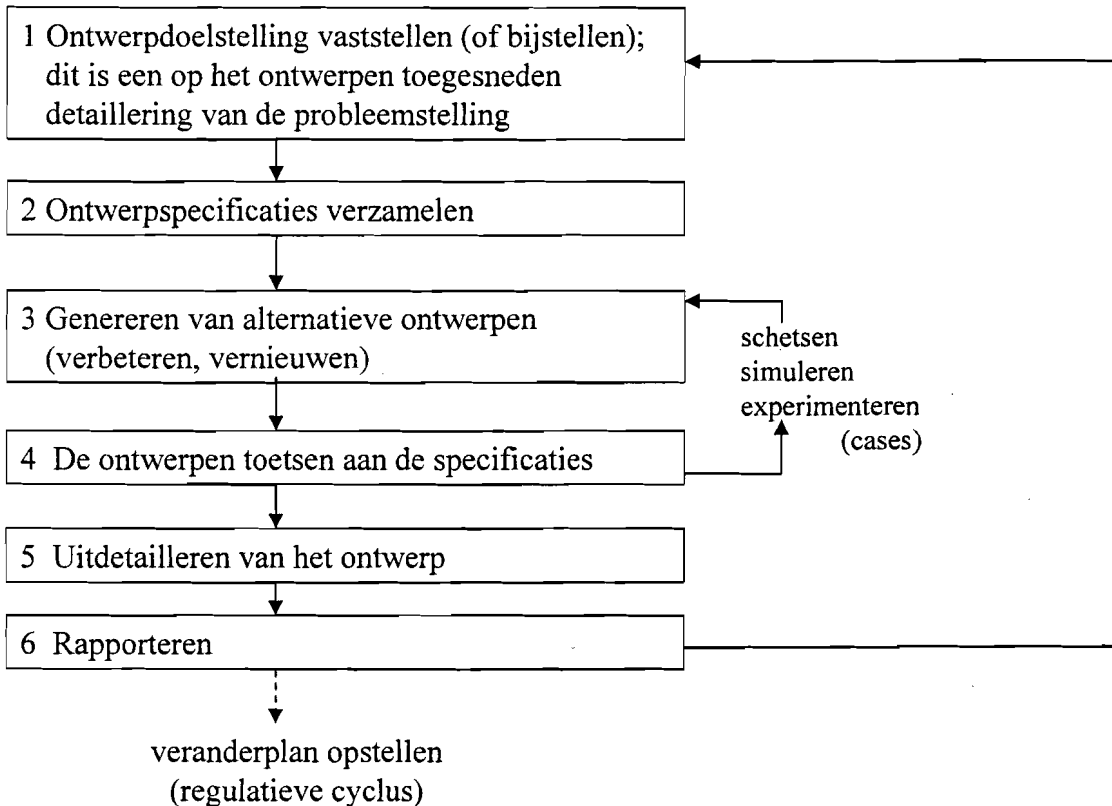 1 Ontwerpdoelstelling vaststellen (of bijstellen);
dit is een op het ontwerpen toegesneden
detaillering van de probleemstelling
2 Ontwerpspecificaties verzamelen
3 Genereren van alternatieve ontwerpen
(verbeteren, vernieuwen)
schetsen
simuleren
experimenteren
(cases)
4 De ontwerpen toetsen aan de specificaties
5 Uitdetailleren van het ontwerp
6 Rapporteren
veranderplan opstellen
(regulatieve cyclus)